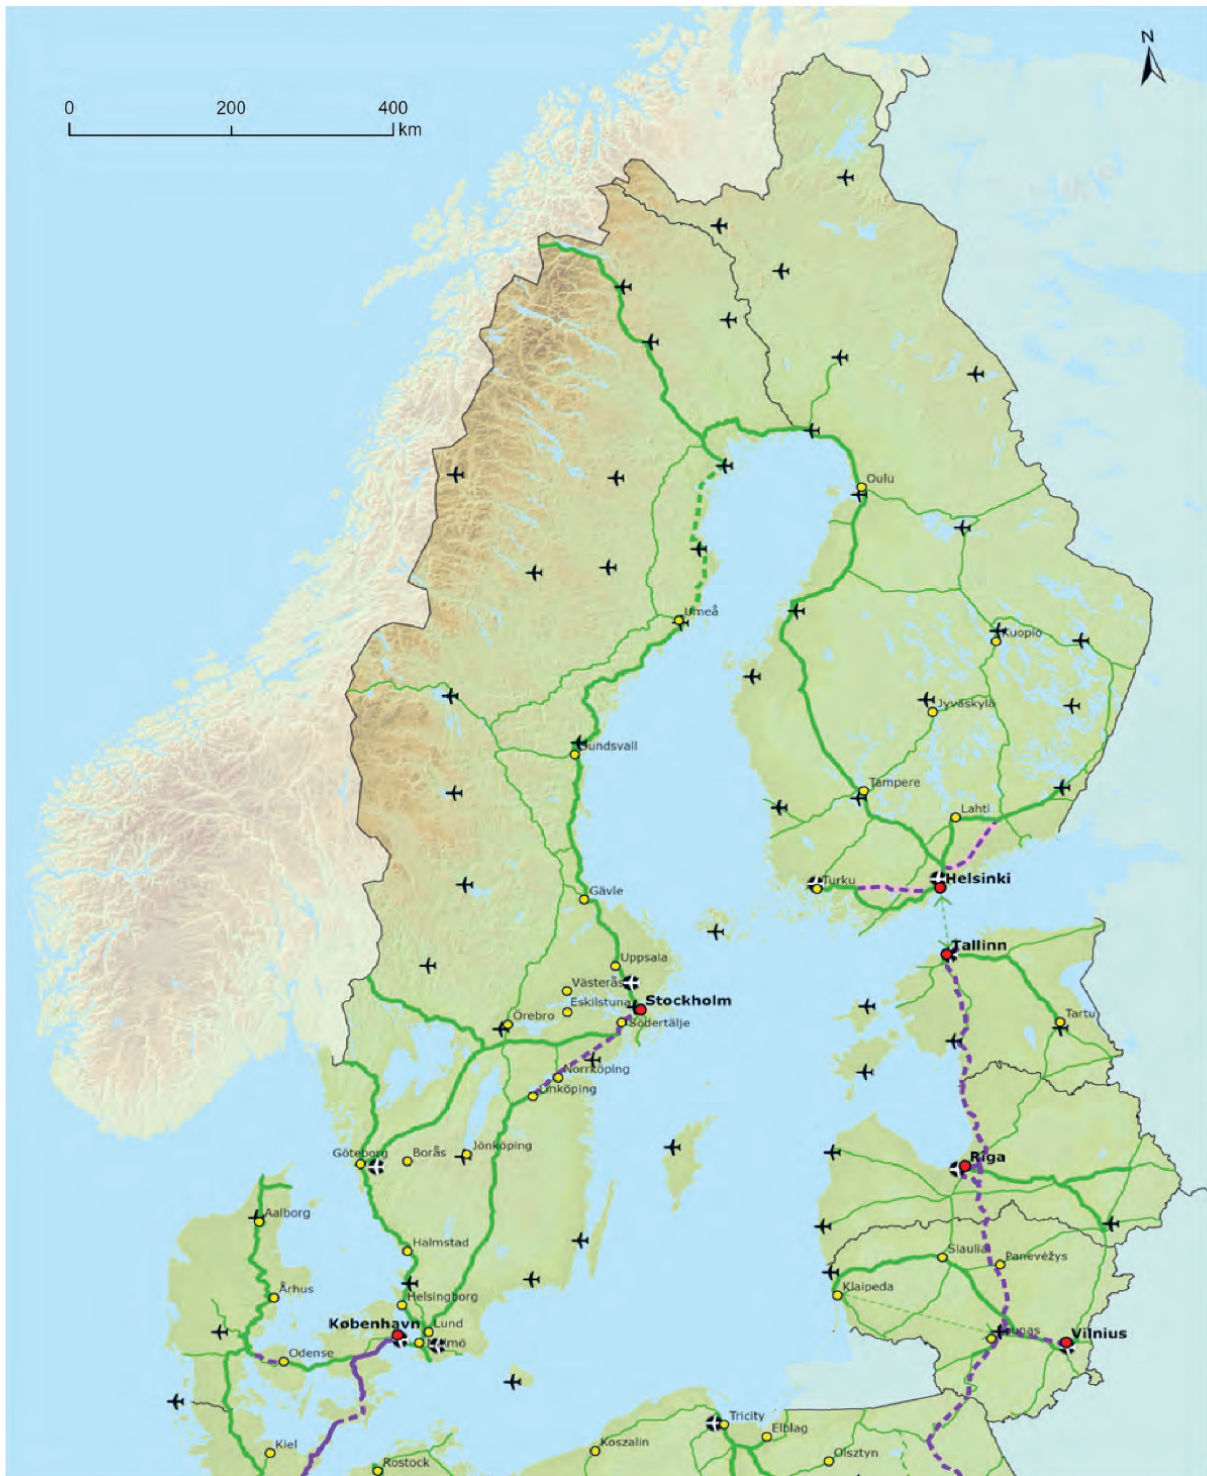 N
0 200 400
km
Oulu
Umeå
Kuopio
Jyväskylä
Sundsvall
Tampere
Lahti
Turku
Helsinki
Gävle
Tallinn
Uppsala
Västerås
Eskilstuna
Stockholm
Örebro
Södertälje
Tartu
Norrköping
Linköping
Göteborg
Borås
Jönköping
Riga
Aalborg
Halmstad
Siauliai
Panevėžys
Århus
Helsingborg
Klaipeda
København
Lund
Malmö
Kaunas
Vilnius
Odense
Tricity
Elblag
Kiel
Koszalin
Olsztyn
Rostock